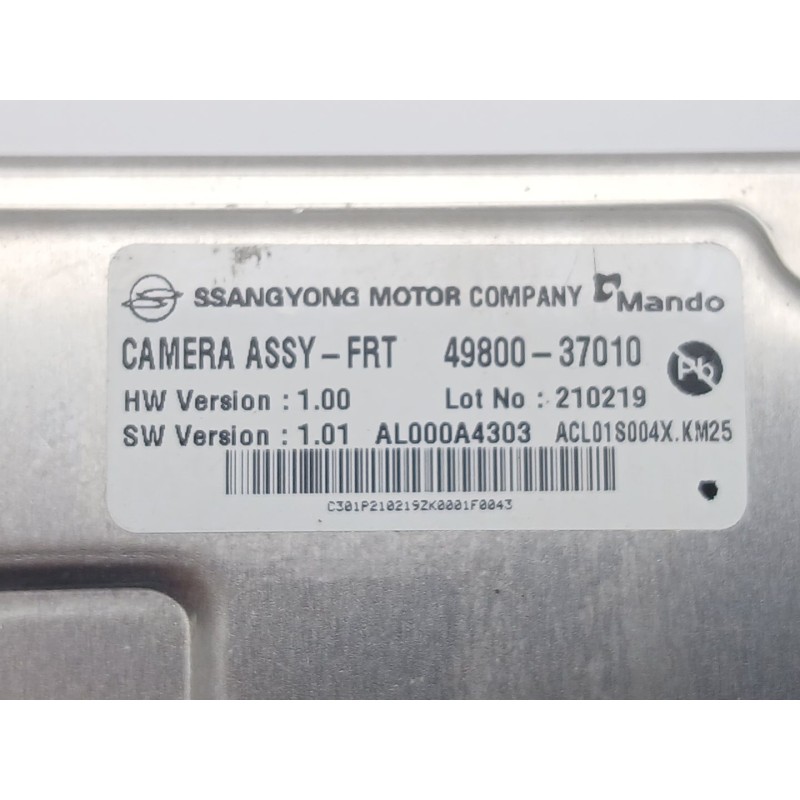 SSANGYONG MOTOR COMPANY Mando
CAMERA ASSY-FRT 49800-37010
Pb
HW Version : 1.00 Lot No : 210219
SW Version : 1.01 AL000A4303 ACL01S004X.KM25
C301P210219ZK0001F0043